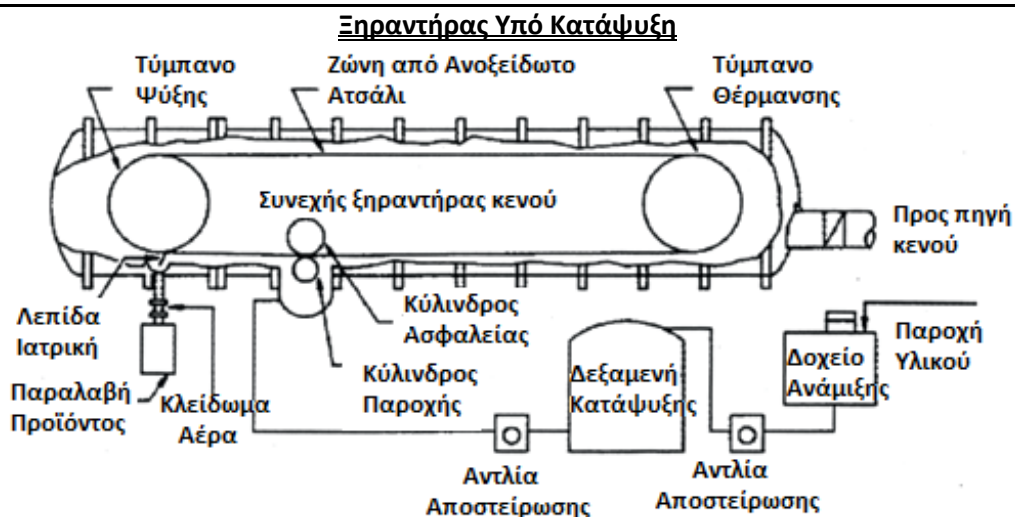 Ξηραντήρας Υπό Κατάψυξη
Τύμπανο
Ψύξης
Ζώνη από Ανοξείδωτο
Ατσάλι
Τύμπανο
Θέρμανσης
Συνεχής ξηραντήρας κενού
Προς πηγή
κενού
Λεπίδα
Ιατρική
Κύλινδρος
Ασφαλείας
Παροχή
Υλικού
Δοχείο
Ανάμιξης
Δεξαμενή
Κατάψυξης
Κύλινδρος
Παροχής
Παραλαβή
Προϊόντος
Κλείδωμα
Αέρα
Αντλία
Αποστείρωσης
Αντλία
Αποστείρωσης